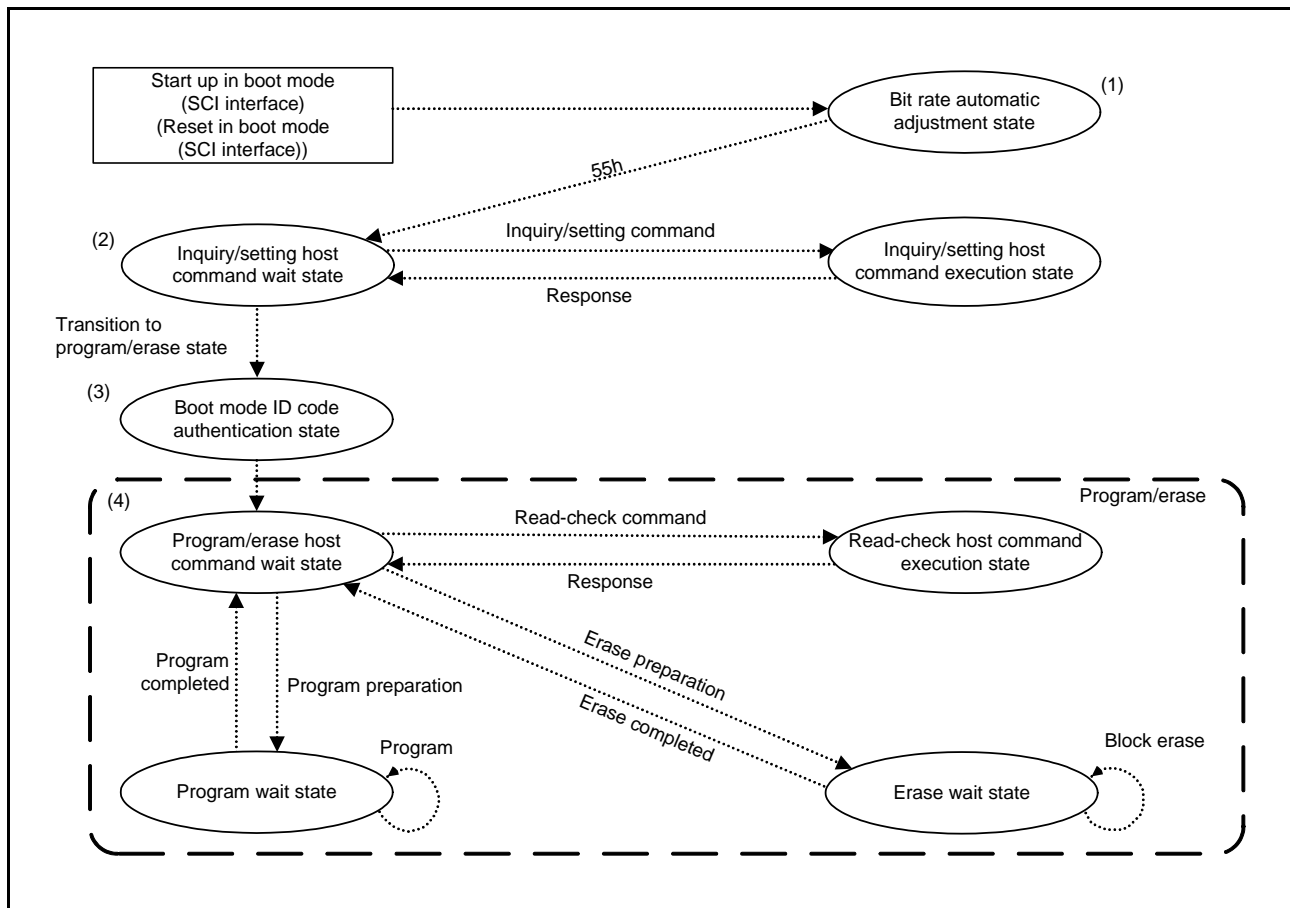 Start up in boot mode
(SCI interface)
(Reset in boot mode
(SCI interface))
(1)
Bit rate automatic
adjustment state
55h
(2)
Inquiry/setting host
command wait state
Inquiry/setting command
Response
Inquiry/setting host
command execution state
Transition to
program/erase state
(3)
Boot mode ID code
authentication state
Program/erase
(4)
Program/erase host
command wait state
Read-check command
Response
Read-check host command
execution state
Program
completed
Program preparation
Erase preparation
Erase completed
Program
Program wait state
Block erase
Erase wait state